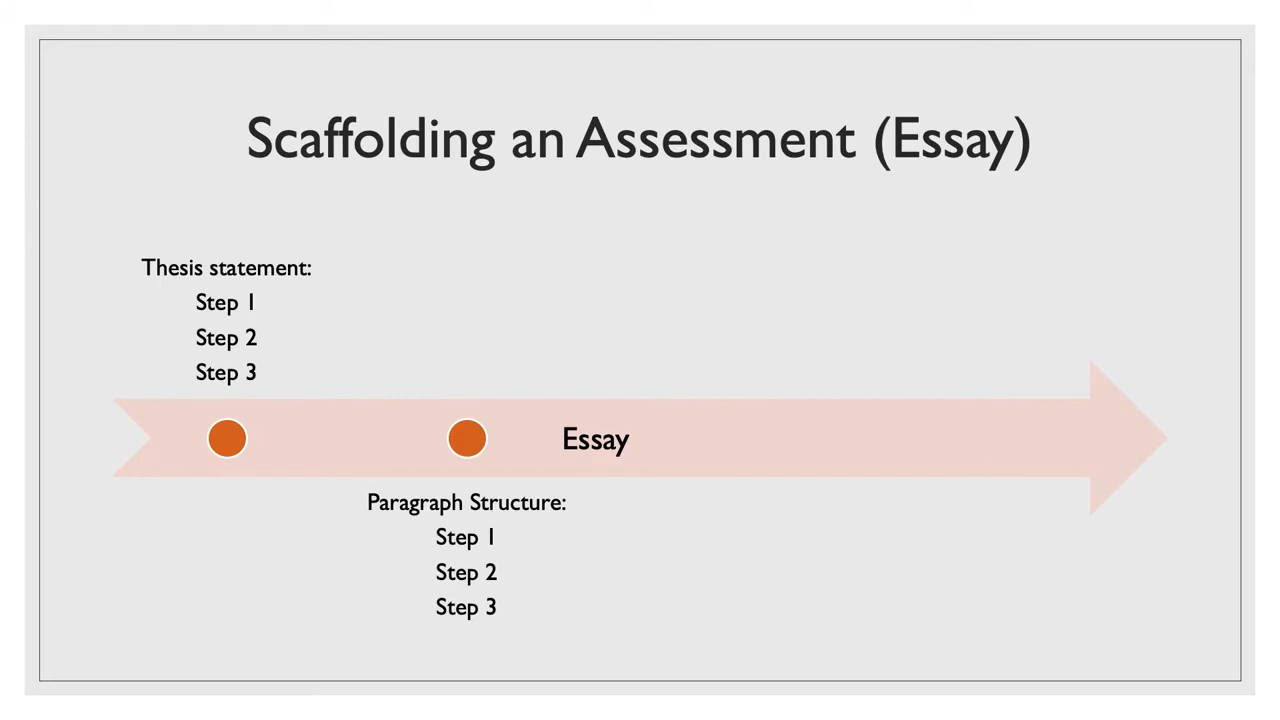 Scaffolding an Assessment (Essay)
Thesis statement:
Step 1
Step 2
Step 3
Essay
Paragraph Structure:
Step 1
Step 2
Step 3